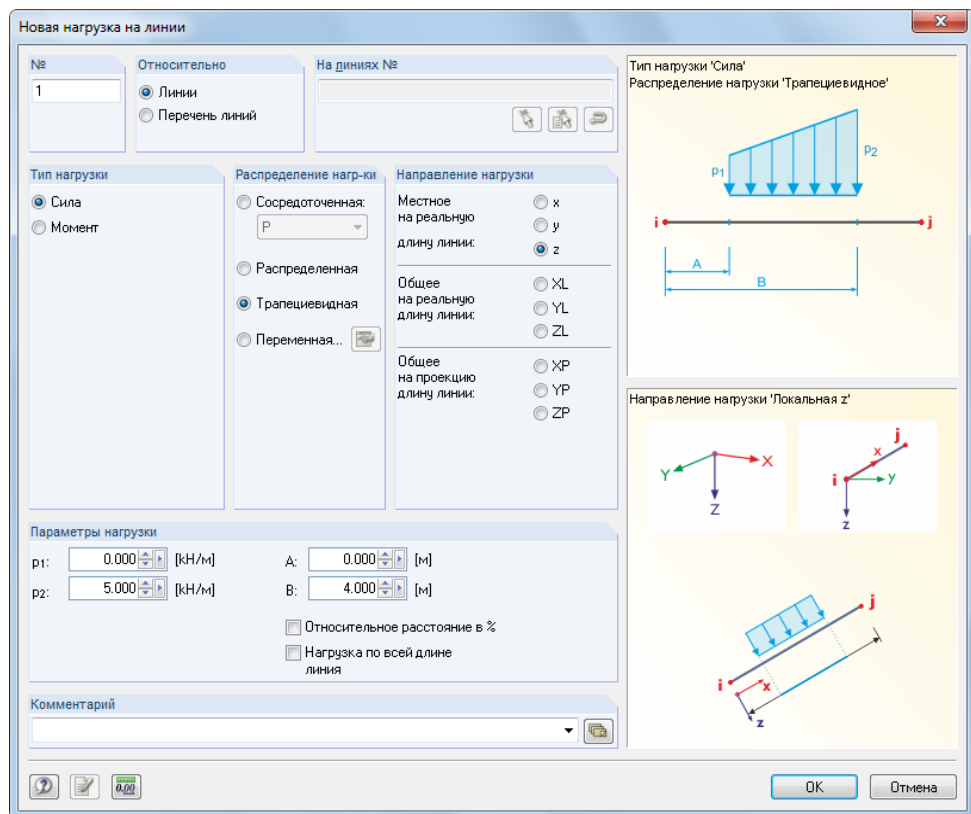 Новая нагрузка на линии
№
1
Относительно
Линии
Перечень линий
На линиях №
Тип нагрузки
Сила
Момент
Распределение нагр-ки
Сосредоточенная:
P
Распределенная
Трапециевидная
Переменная...
Направление нагрузки
Местное
на реальную
длину линии:
x
y
z
Общее
на реальную
длину линии:
XL
YL
ZL
Общее
на проекцию
длину линии:
XP
YP
ZP
Параметры нагрузки
p1: 0.000 [kН/м]
p2: 5.000 [kН/м]
A: 0.000 [м]
B: 4.000 [м]
Относительное расстояние в %
Нагрузка по всей длине
линия
Комментарий
0.00
OK
Отмена
Тип нагрузки 'Сила'
Распределение нагрузки 'Трапециевидное'
p1
p2
i
j
A
B
Направление нагрузки 'Локальная z'
X
Y
Z
i
j
x
y
z
i
j
x
z